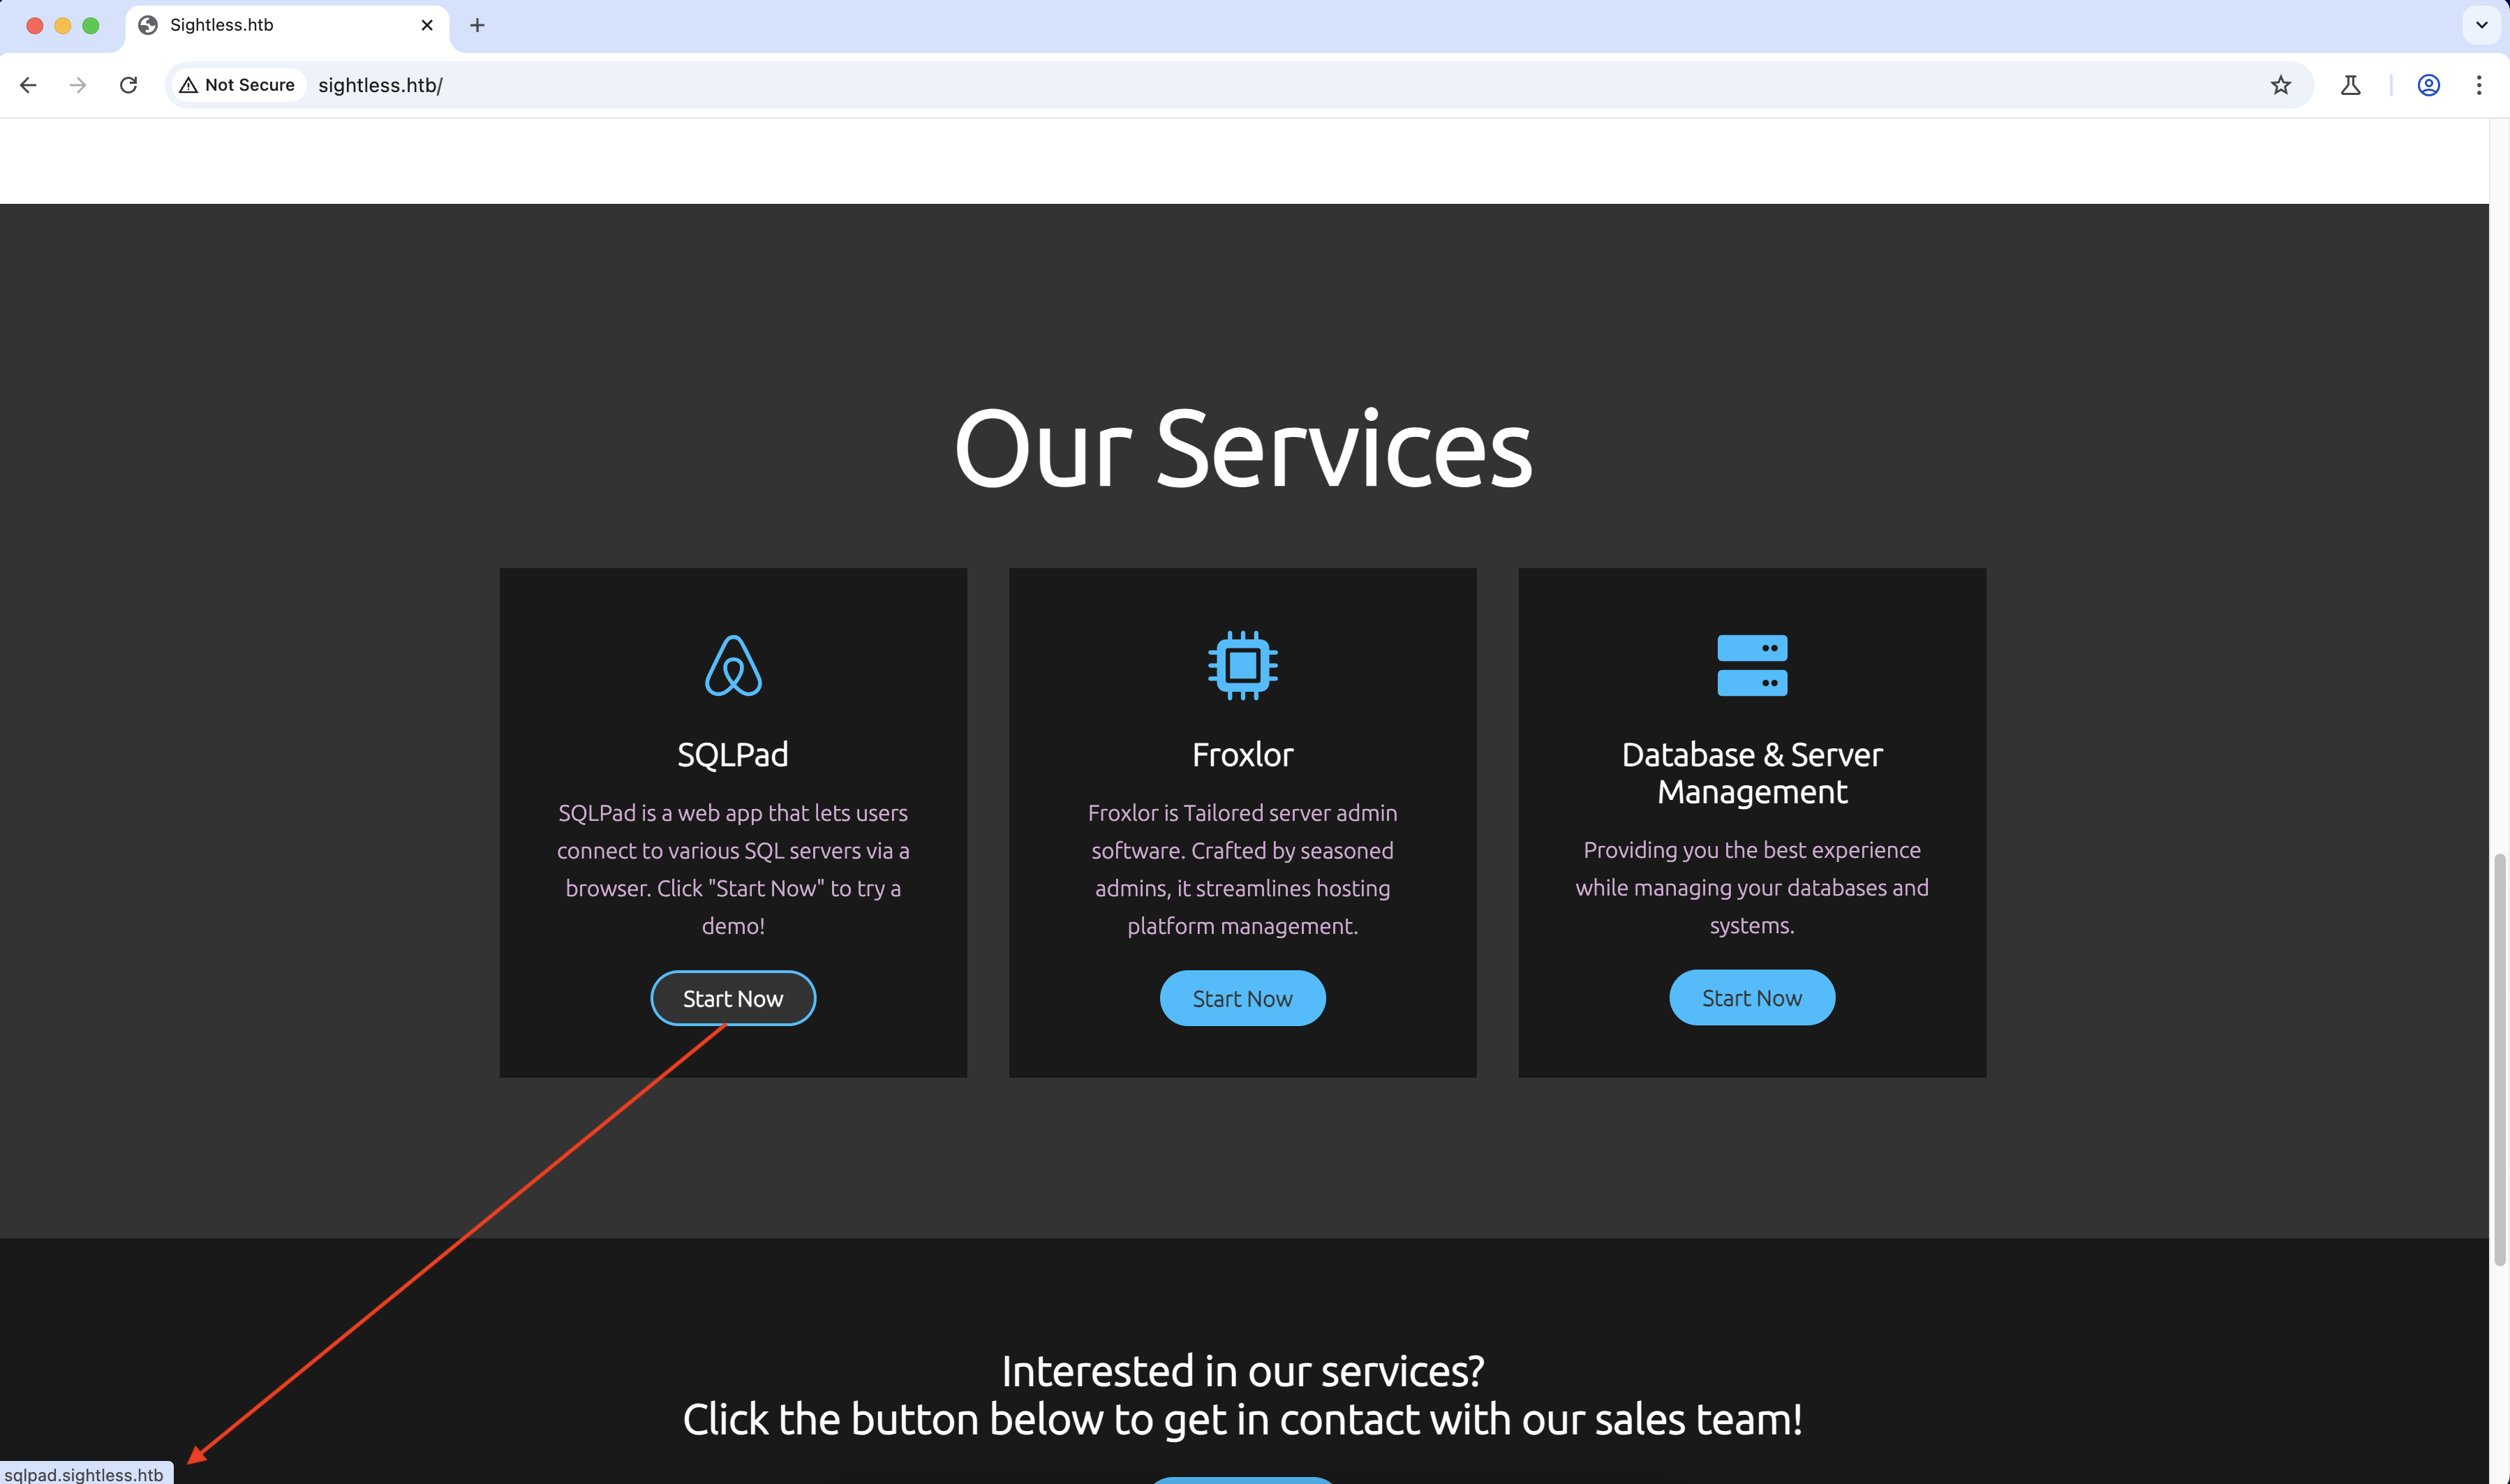 Sightless.htb
Not Secure
sightless.htb/
Our Services
SQLPad
SQLPad is a web app that lets users
connect to various SQL servers via a
browser. Click "Start Now" to try a
demo!
Start Now
Froxlor
Froxlor is Tailored server admin
software. Crafted by seasoned
admins, it streamlines hosting
platform management.
Start Now
Database & Server
Management
Providing you the best experience
while managing your databases and
systems.
Start Now
Interested in our services?
Click the button below to get in contact with our sales team!
sqlpad.sightless.htb